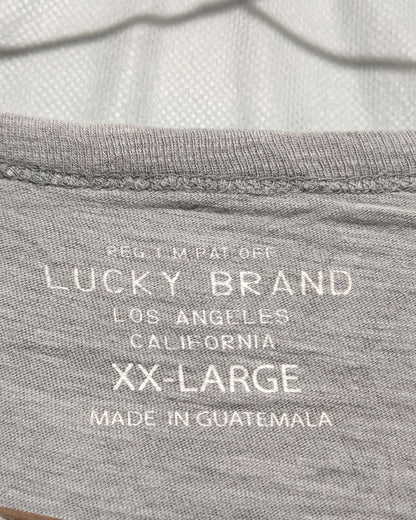 REG. T.M. PAT. OFF
LUCKY BRAND
LOS ANGELES
CALIFORNIA
XX-LARGE
MADE IN GUATEMALA